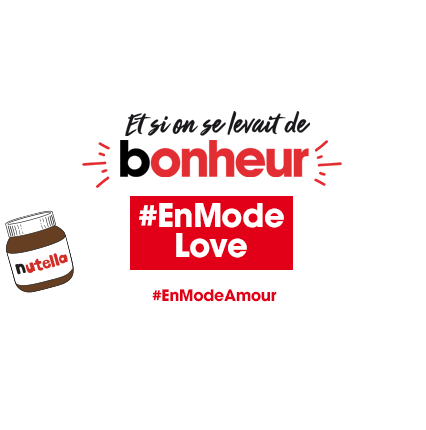 Et si on se levait de
bonheur
#EnMode
Love
nutella
#EnModeAmour